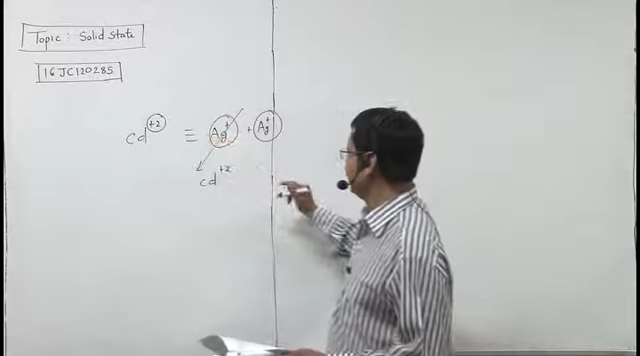 Topic: Solid State
16JC120285
cd+2 ≡ Ag+ + Ag+
cd+2